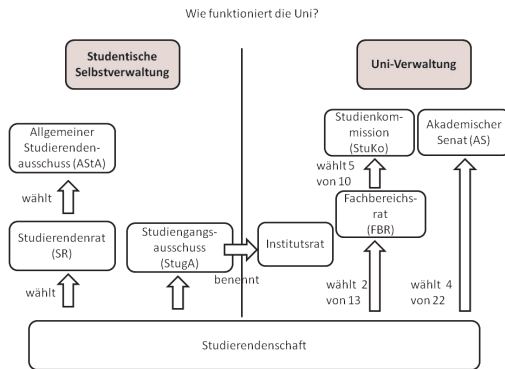 Wie funktioniert die Uni?
Studentische
Selbstverwaltung
Uni-Verwaltung
Allgemeiner
Studierenden-
ausschuss (AStA)
Studienkom-
mission
(StuKo)
Akademischer
Senat (AS)
wählt
wählt 5
von 10
Studierendenrat
(SR)
Studiengangs-
ausschuss
(StugA)
benennt
Institutsrat
Fachbereichs-
rat
(FBR)
wählt
wählt 2
von 13
wählt 4
von 22
Studierendenschaft